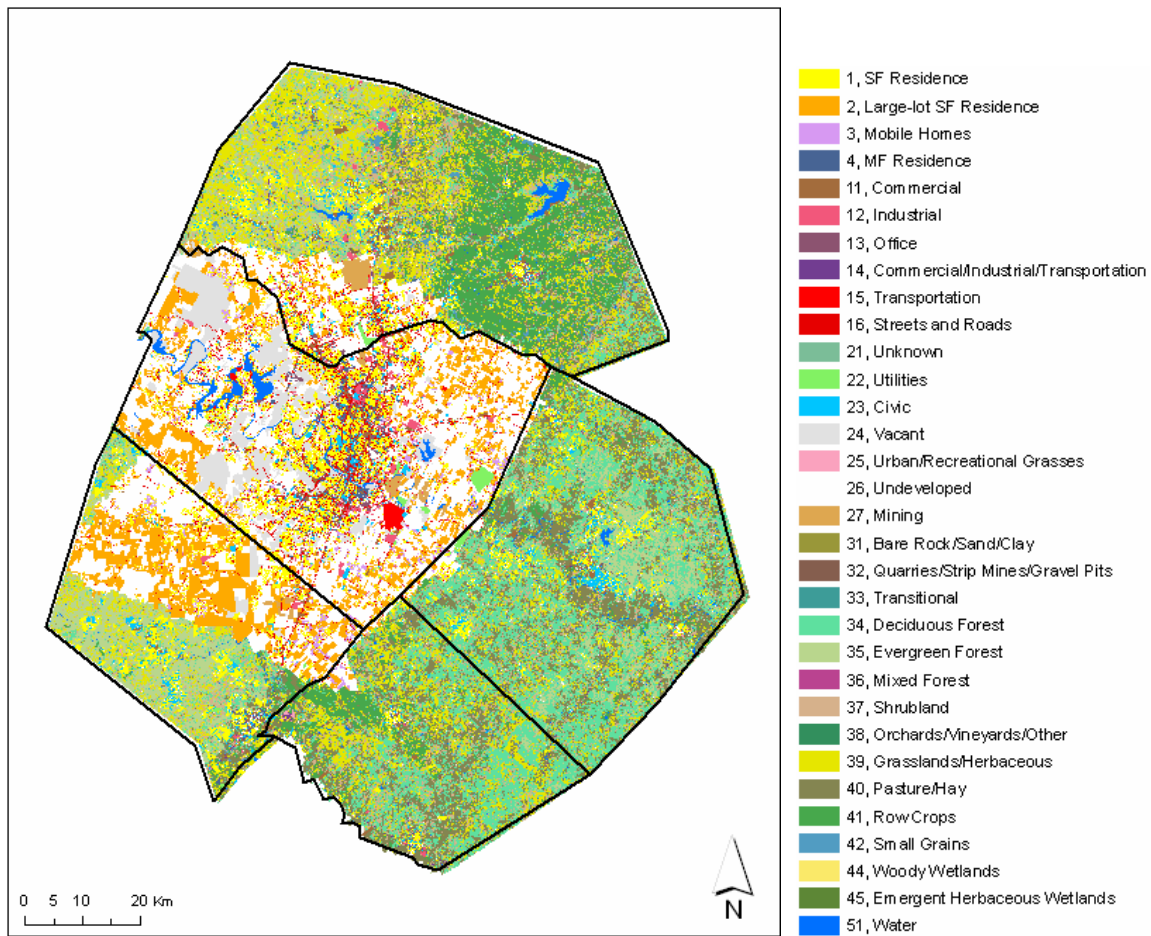 1, SF Residence
2, Large-lot SF Residence
3, Mobile Homes
4, MF Residence
11, Commercial
12, Industrial
13, Office
14, Commercial/Industrial/Transportation
15, Transportation
16, Streets and Roads
21, Unknown
22, Utilities
23, Civic
24, Vacant
25, Urban/Recreational Grasses
26, Undeveloped
27, Mining
31, Bare Rock/Sand/Clay
32, Quarries/Strip Mines/Gravel Pits
33, Transitional
34, Deciduous Forest
35, Evergreen Forest
36, Mixed Forest
37, Shrubland
38, Orchards/Vineyards/Other
39, Grasslands/Herbaceous
40, Pasture/Hay
41, Row Crops
42, Small Grains
44, Woody Wetlands
45, Emergent Herbaceous Wetlands
51, Water
0 5 10 20 Km
N